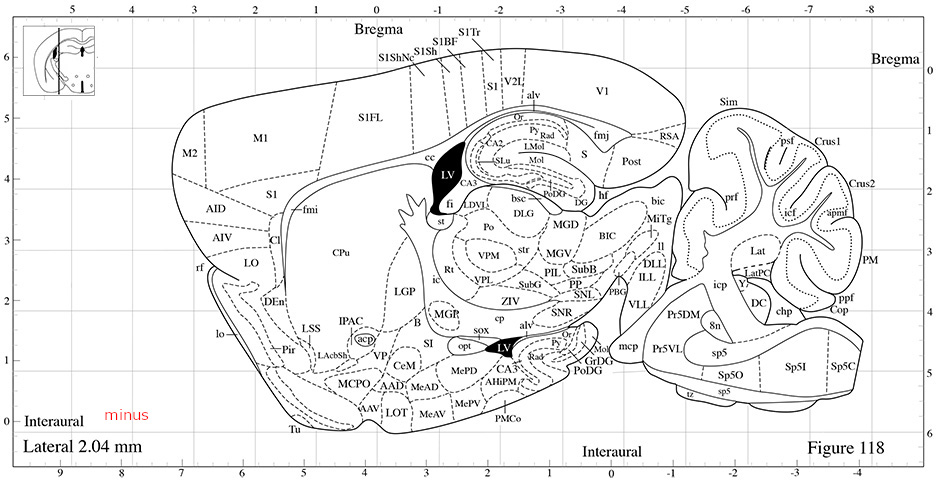 5 4 3 2 1 0 -1 -2 -3 -4 -5 -6 -7 -8
Bregma
S1Tr
S1BF
S1Sh
S1ShNc
Bregma
6 0
S1 V2L V1
alv
Sim
5 S1FL Or fmj RSA psf Crus1 1
M1 Py Rad
CA2 LMol S
M2 cc SLu Mol Post
4 LV CA3 Crus2 2
S1 PoDG hf prf
AID fmi fi LDVL bsc DG bic icf apmf
st DLG MiTg
3 AIV CI Po MGD BIC ll Lat 3
CPu str MGV DLL PM
rf LO VPM LatPC
Rt PIL SubB ILL
ic VPL SubG PP icp Y
2 DEn LGP ZIV SNL PBG VLL DC ppf 4
MGP SNR Pr5DM chp Cop
IPAC B cp 8n
lo LSS sox alv Or
Pir acp SI opt LV Py Mol mcp Pr5VL sp5
1 LAcbSh VP Rad GrDG 5
CeM MePD CA3 PoDG Sp5O Sp5I Sp5C
MCPO AAD MeAD AHiPM
AAV LOT MeAV MePV tz sp5
0 Interaural minus PMCo 6
Tu
Lateral 2.04 mm Interaural Figure 118
9 8 7 6 5 4 3 2 1 0 -1 -2 -3 -4